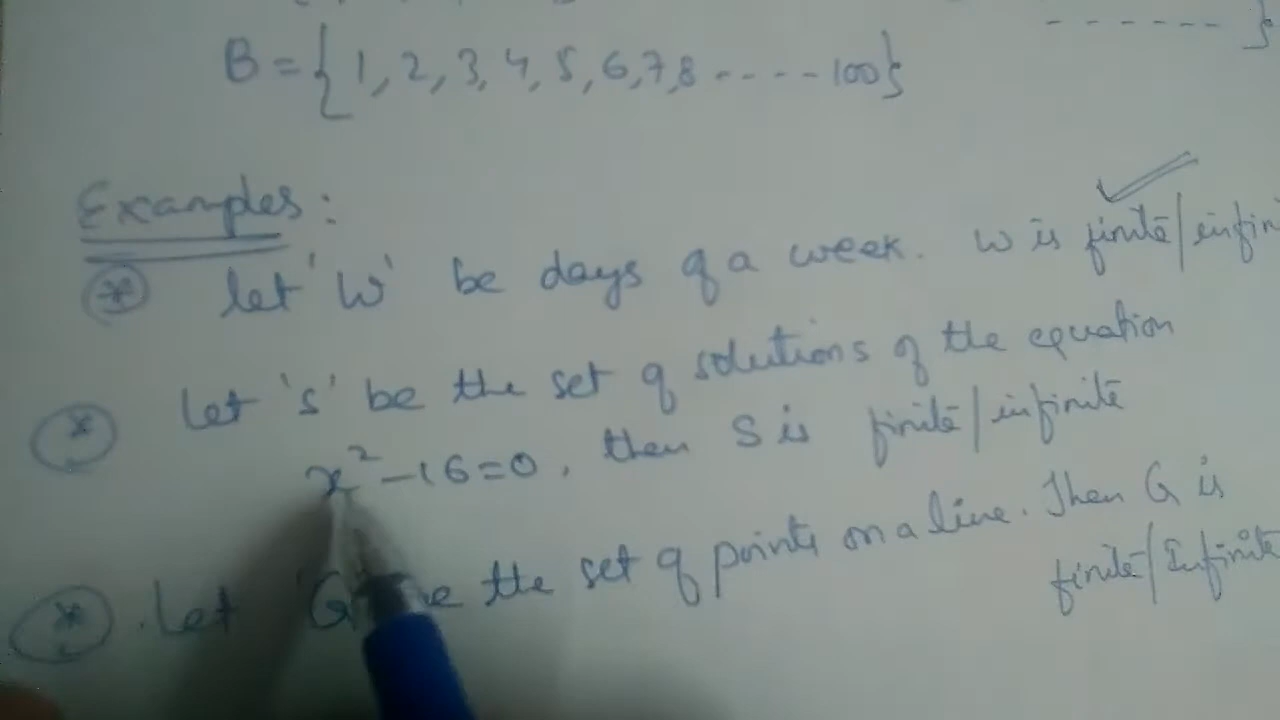 ------}
B = {1, 2, 3, 4, 5, 6, 7, 8 ----- 100}
Examples :
* let 'W' be days of a week. W is finite/infin
* Let 's' be the set of solutions of the equation
x² - 16 = 0, then S is finite/infinite
* Let 'G' be the set of points on a line. Then G is
finite/Infinite